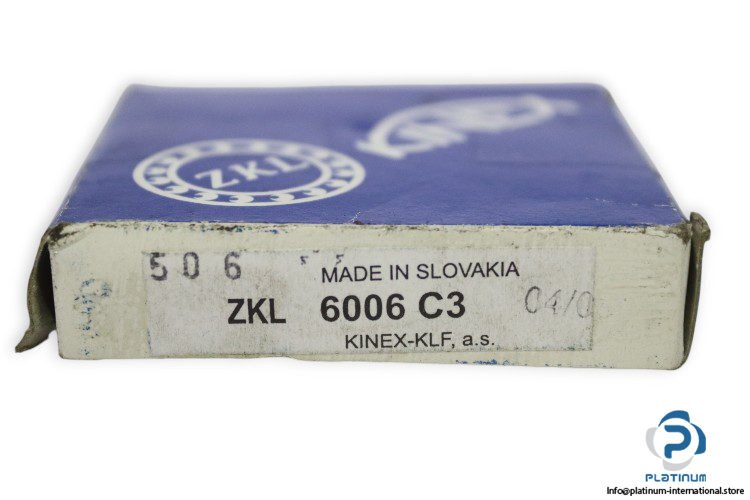 ZKL
KINEX
506
MADE IN SLOVAKIA
ZKL 6006 C3
04/0
KINEX-KLF, a.s.
PLATINUM
Info@platinum-international.store